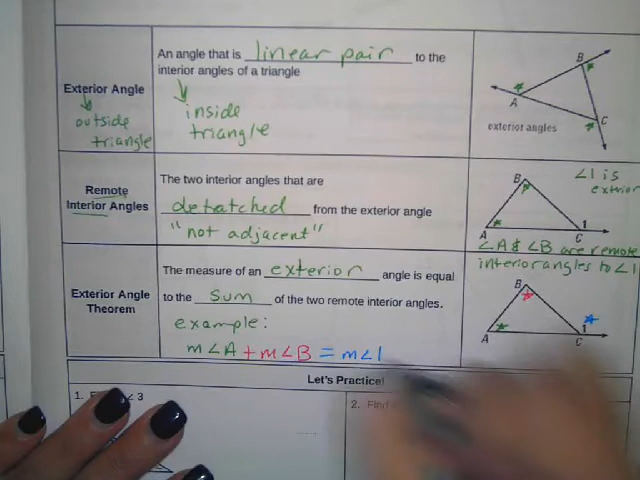 Exterior Angle
outside
triangle
An angle that is linear pair to the
interior angles of a triangle
inside
triangle
B
A
C
exterior angles
Remote
Interior Angles
The two interior angles that are
detatched from the exterior angle
"not adjacent"
∠1 is
extrior
B
A
C
1
∠A & ∠B are remote
interior angles to ∠1
Exterior Angle
Theorem
The measure of an exterior angle is equal
to the sum of the two remote interior angles.
example:
m∠A + m∠B = m∠1
B
A
C
1
Let's Practice!
1.
∠ 3
2. Find